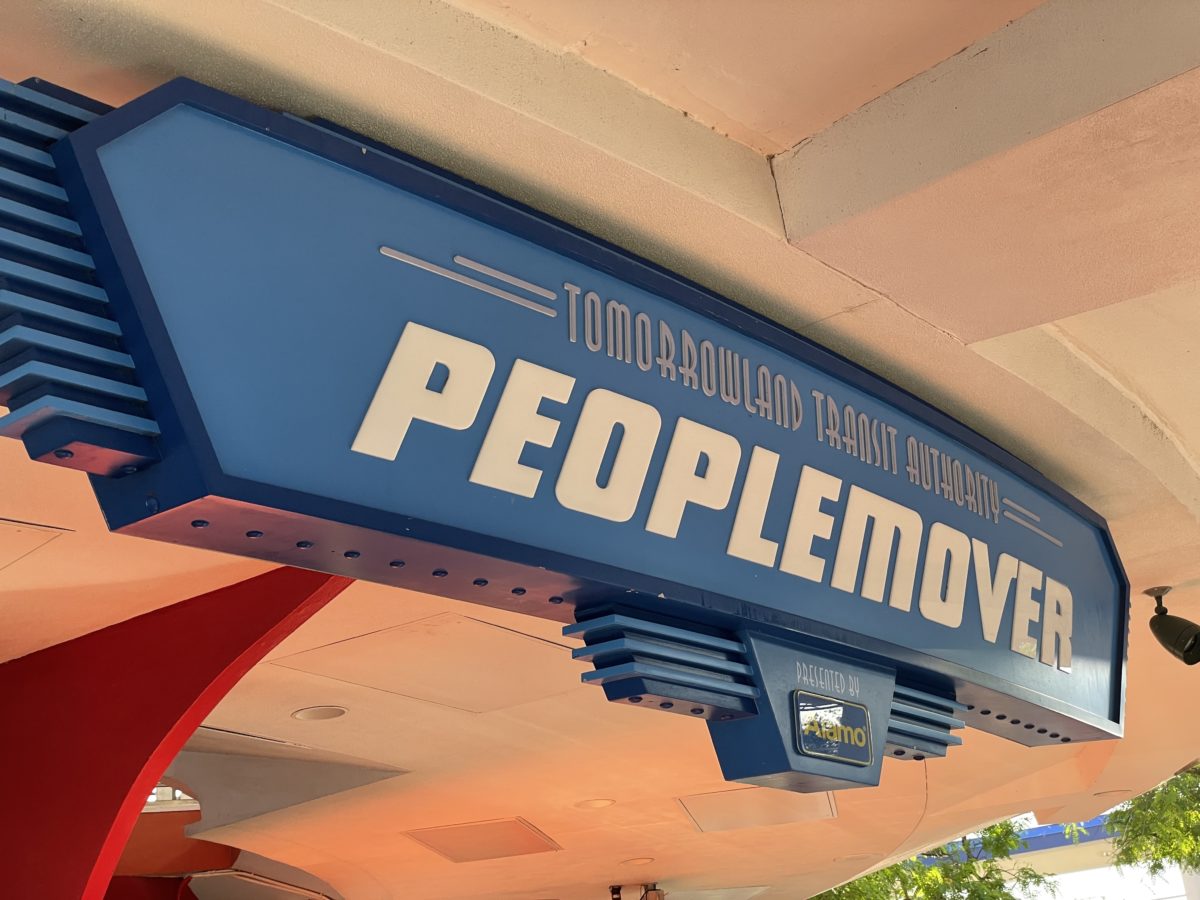 TOMORROWLAND TRANSIT AUTHORITY
PEOPLEMOVER
PRESENTED BY
Alamo